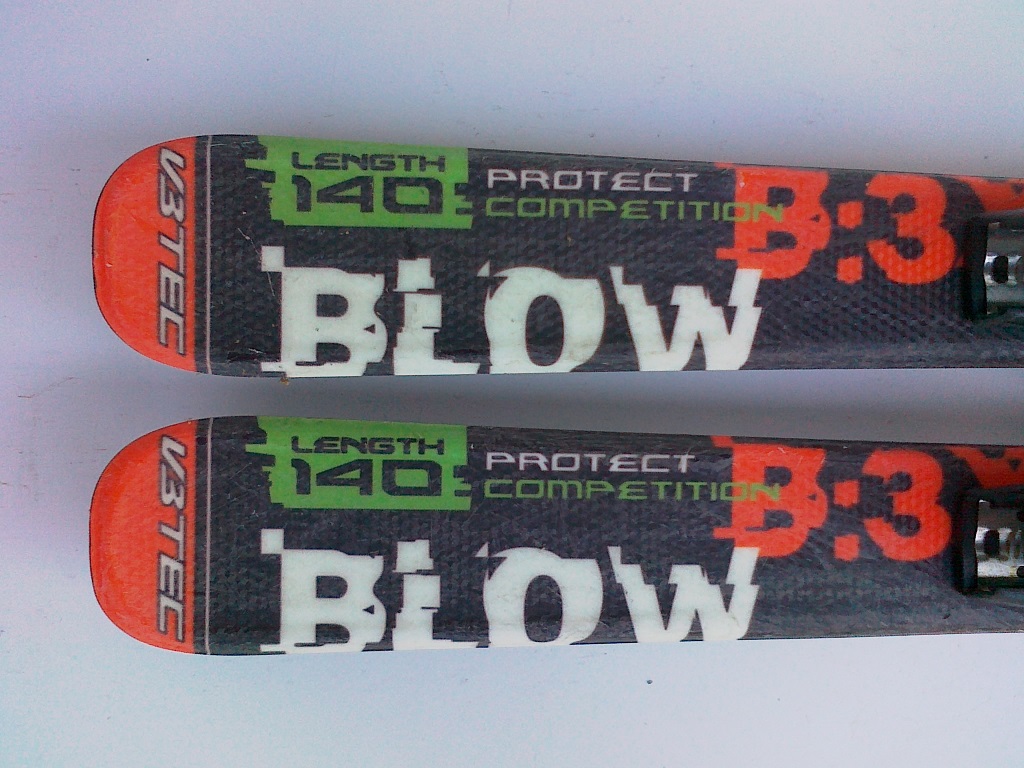 V3TEC
LENGTH
140
PROTECT
COMPETITION
B:3
BLOW
V3TEC
LENGTH
140
PROTECT
COMPETITION
B:3
BLOW